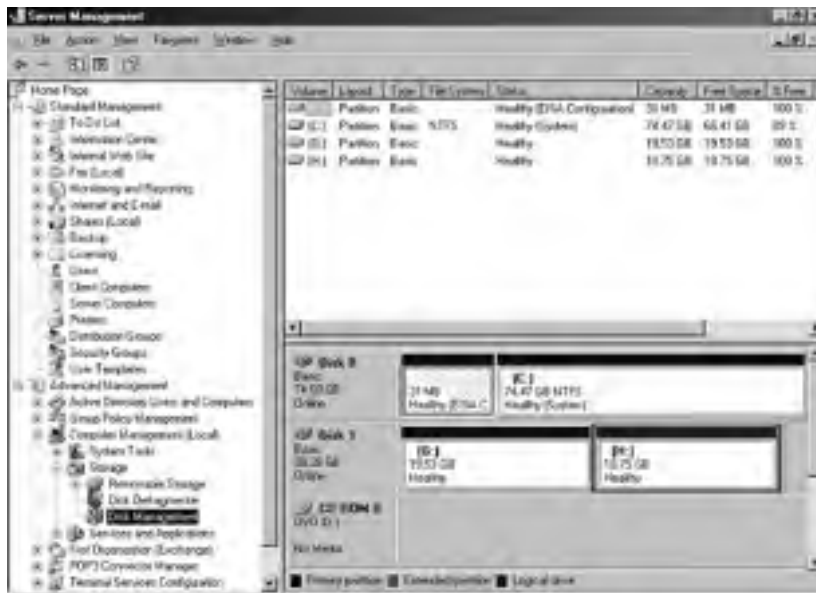 Server Management
File Action View Favorites Window Help
Home Page
Standard Management
To Do List
Information Center
Internal Web Site
Fax (Local)
Monitoring and Reporting
Internet and E-mail
Shares (Local)
Backup
Licensing
Users
Client Computers
Server Computers
Printers
Distribution Groups
Security Groups
User Templates
Advanced Management
Active Directory Users and Computers
Group Policy Management
Computer Management (Local)
System Tools
Storage
Removable Storage
Disk Defragmenter
Disk Management
Services and Applications
First Organization (Exchange)
POP3 Connector Manager
Terminal Services Configuration
Volume Layout Type File System Status Capacity Free Space % Free
Partition Basic Healthy (EISA Configuration) 31 MB 31 MB 100 %
(C:) Partition Basic NTFS Healthy (System) 74.47 GB 66.41 GB 89 %
Partition Basic Healthy 19.53 GB 19.53 GB 100 %
(H:) Partition Basic Healthy 18.75 GB 18.75 GB 100 %
Disk 0
Basic
Online
31 MB
Healthy (EISA C
(C:)
74.47 GB NTFS
Healthy (System)
Disk 1
Basic
Online
19.53 GB
Healthy
(H:)
18.75 GB
Healthy
CD-ROM 0
No Media
Primary partition Extended partition Logical drive